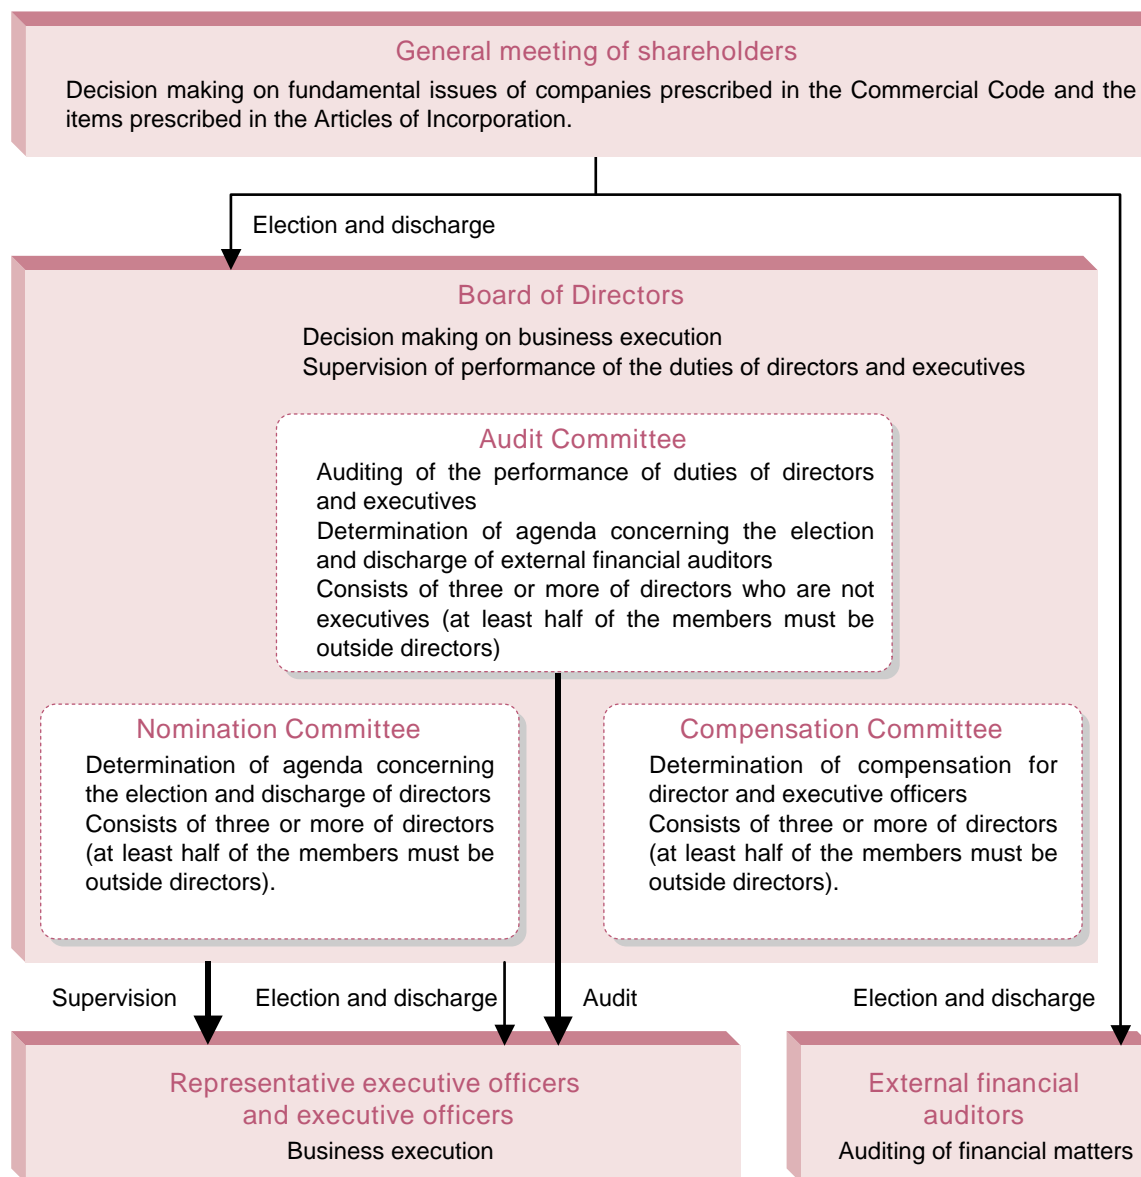 General meeting of shareholders
Decision making on fundamental issues of companies prescribed in the Commercial Code and the
items prescribed in the Articles of Incorporation.
Election and discharge
Board of Directors
Decision making on business execution
Supervision of performance of the duties of directors and executives
Audit Committee
Auditing of the performance of duties of directors
and executives
Determination of agenda concerning the election
and discharge of external financial auditors
Consists of three or more of directors who are not
executives (at least half of the members must be
outside directors)
Nomination Committee
Determination of agenda concerning
the election and discharge of directors
Consists of three or more of directors
(at least half of the members must be
outside directors).
Compensation Committee
Determination of compensation for
director and executive officers
Consists of three or more of directors
(at least half of the members must be
outside directors).
Supervision
Election and discharge
Audit
Election and discharge
Representative executive officers
and executive officers
Business execution
External financial
auditors
Auditing of financial matters